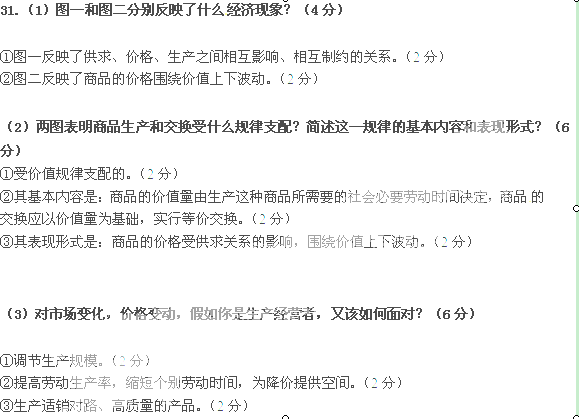 31.（1）图一和图二分别反映了什么经济现象？（4 分）
①图一反映了供求、价格、生产之间相互影响、相互制约的关系。（2 分）
②图二反映了商品的价格围绕价值上下波动。（2 分）
（2）两图表明商品生产和交换受什么规律支配？简述这一规律的基本内容和表现形式？（6
分）
①受价值规律支配的。（2 分）
②其基本内容是：商品的价值量由生产这种商品所需要的社会必要劳动时间决定，商品 的
交换应以价值量为基础，实行等价交换。（2 分）
③其表现形式是：商品的价格受供求关系的影响，围绕价值上下波动。（2 分）
（3）对市场变化，价格变动，假如你是生产经营者，又该如何面对？（6 分）
①调节生产规模。（2 分）
②提高劳动生产率，缩短个别劳动时间，为降价提供空间。（2 分）
③生产适销对路、高质量的产品。（2 分）